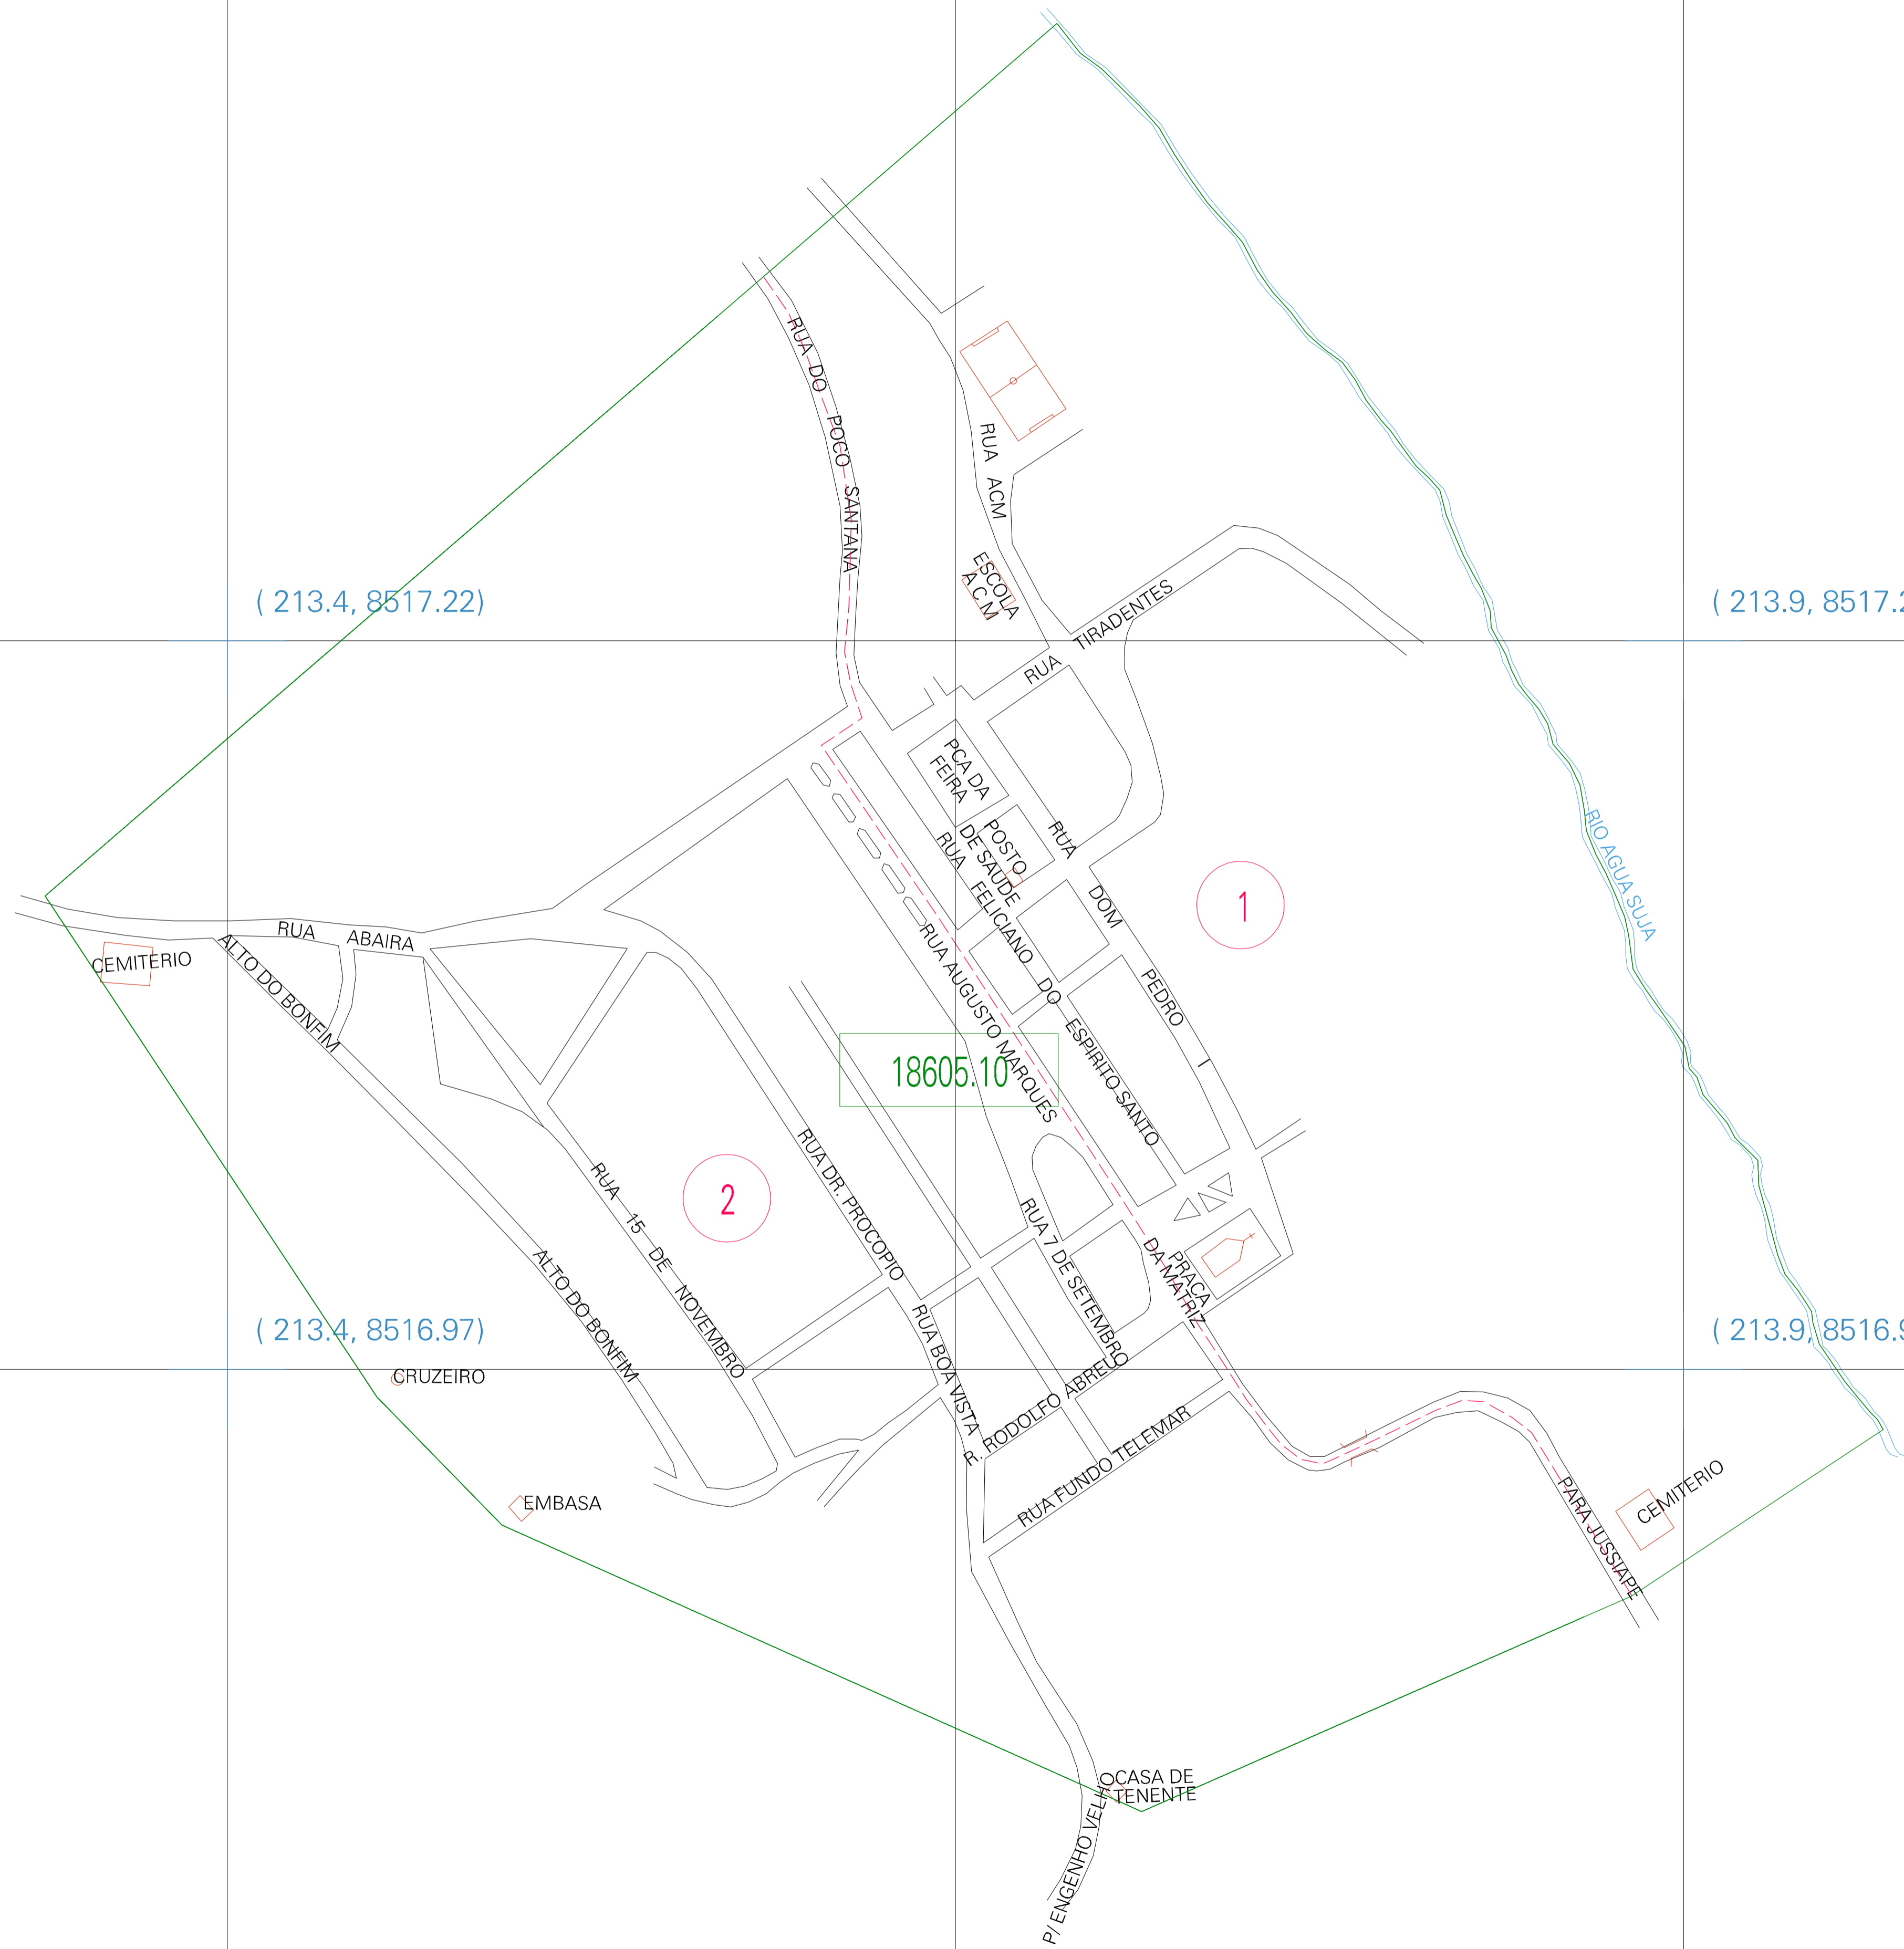 RUA DO POCO SANTANA
RUA ACM
ESCOLA
A C M
( 213.4, 8517.22)
( 213.9, 8517.2
RUA TIRADENTES
PCA DA
FEIRA
POSTO
DE SAUDE
RUA DOM PEDRO I
RUA FELICIANO DO ESPIRITO SANTO
RIO AGUA SUJA
1
RUA ABAIRA
CEMITERIO
ALTO DO BONFIM
RUA AUGUSTO MARQUES
18605.10
2
RUA DR. PROCOPIO
RUA 15 DE NOVEMBRO
ALTO DO BONFIM
RUA 7 DE SETEMBRO
PRACA
DA MATRIZ
( 213.4, 8516.97)
( 213.9, 8516.9
RUA BOA VISTA
CRUZEIRO
R. RODOLFO ABREU
RUA FUNDO TELEMAR
EMBASA
CEMITERIO
PARA JUSSIAPE
CASA DE
TENENTE
P/ ENGENHO VELHO